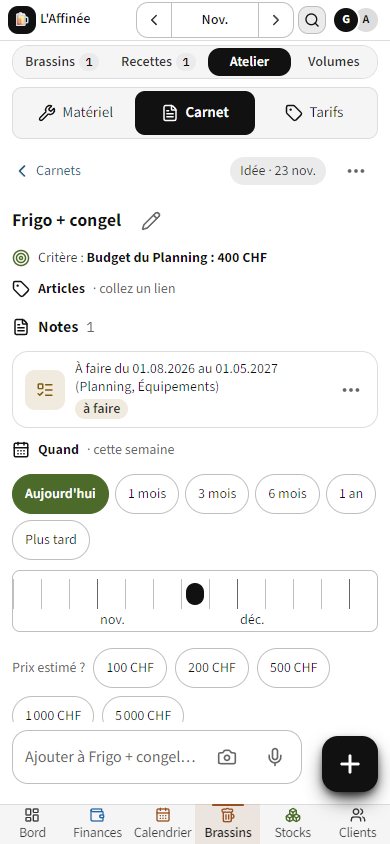 L'Affinée
Nov.
G
A
Brassins 1
Recettes 1
Atelier
Volumes
Matériel
Carnet
Tarifs
Carnets
Idée · 23 nov.
Frigo + congel
Critère : Budget du Planning : 400 CHF
Articles · collez un lien
Notes 1
À faire du 01.08.2026 au 01.05.2027
(Planning, Équipements)
à faire
Quand · cette semaine
Aujourd'hui
1 mois
3 mois
6 mois
1 an
Plus tard
nov.
déc.
Prix estimé ?
100 CHF
200 CHF
500 CHF
1 000 CHF
5 000 CHF
Ajouter à Frigo + congel…
Bord
Finances
Calendrier
Brassins
Stocks
Clients